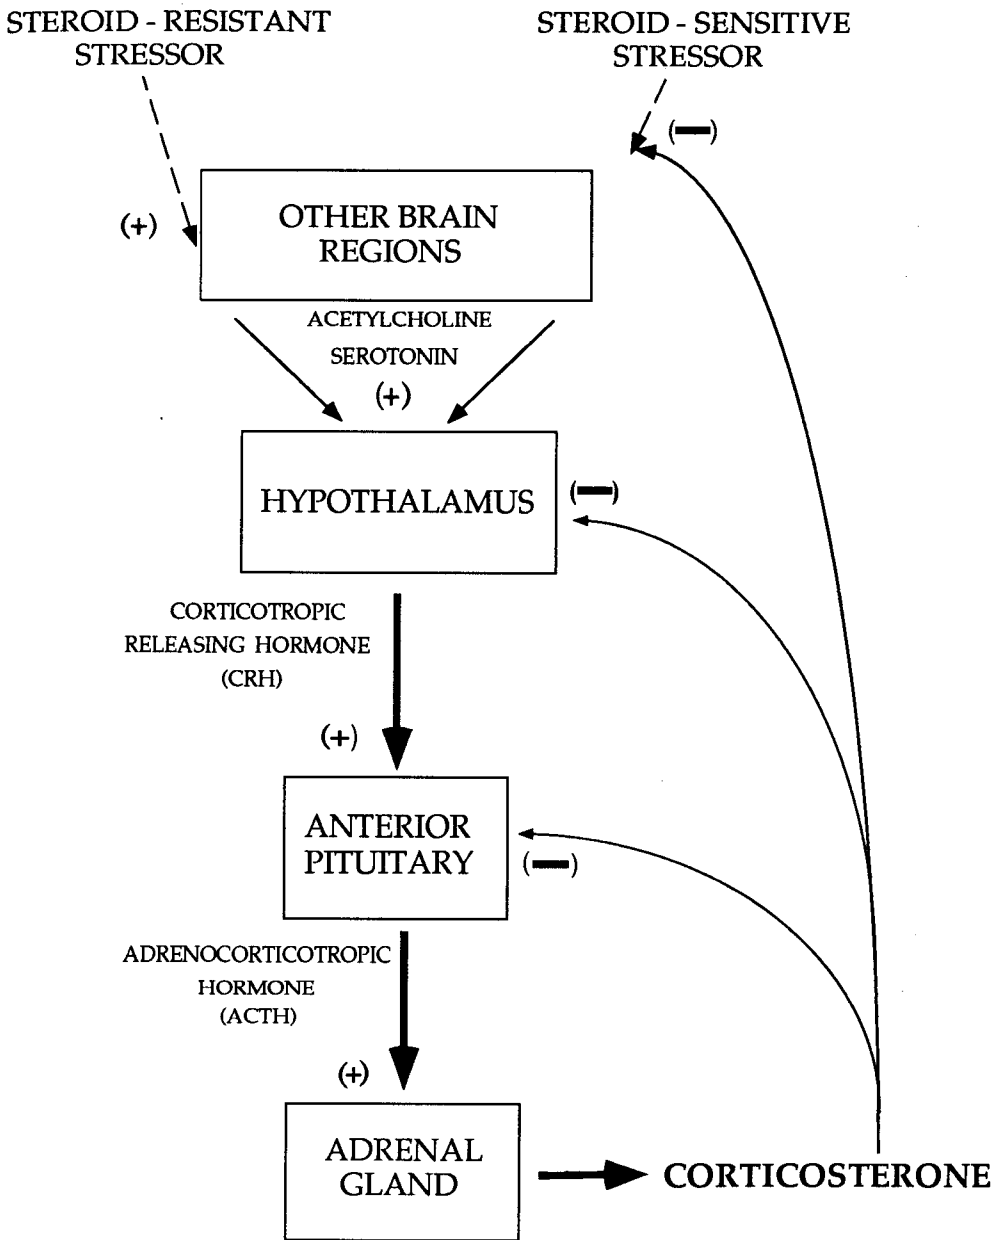 STEROID - RESISTANT
STRESSOR
STEROID - SENSITIVE
STRESSOR
(—)
(+)
OTHER BRAIN
REGIONS
ACETYLCHOLINE
SEROTONIN
(+)
HYPOTHALAMUS
(—)
CORTICOTROPIC
RELEASING HORMONE
(CRH)
(+)
ANTERIOR
PITUITARY
(—)
ADRENOCORTICOTROPIC
HORMONE
(ACTH)
(+)
ADRENAL
GLAND
CORTICOSTERONE